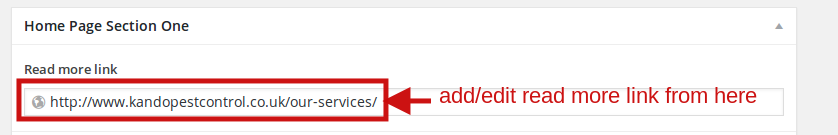 Home Page Section One
Read more link
http://www.kandopestcontrol.co.uk/our-services/
add/edit read more link from here